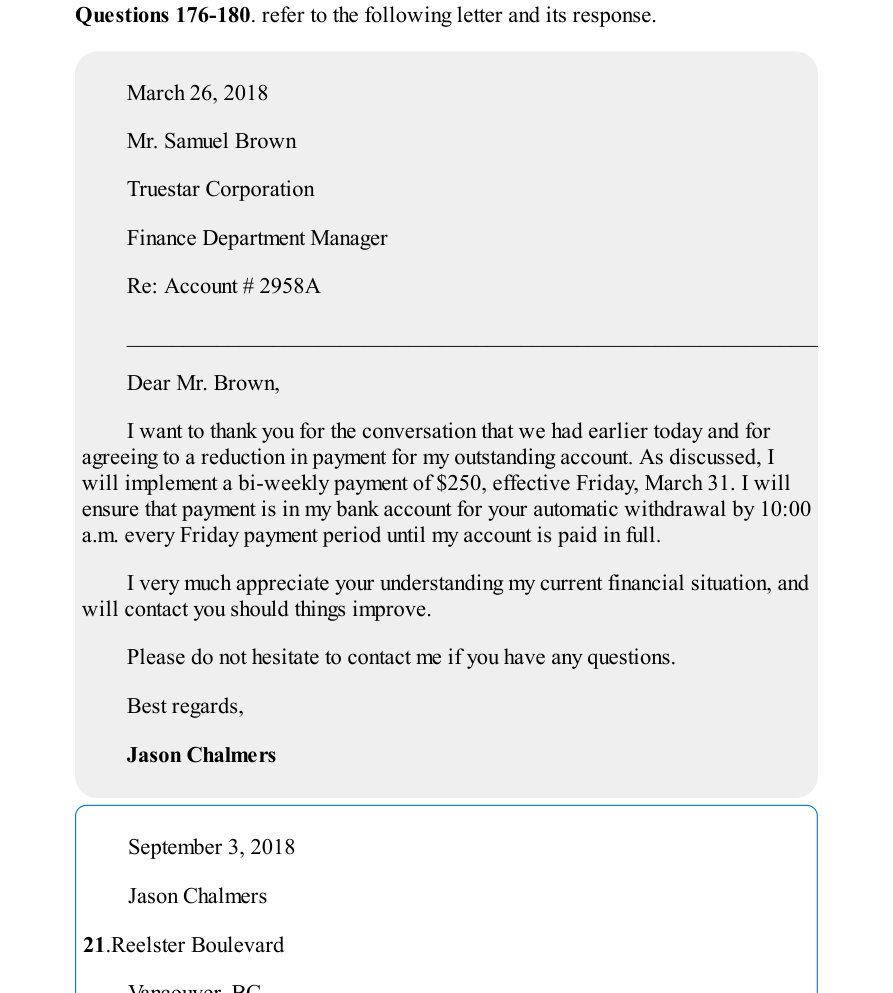 Questions 176-180. refer to the following letter and its response.
March 26, 2018
Mr. Samuel Brown
Truestar Corporation
Finance Department Manager
Re: Account # 2958A
Dear Mr. Brown,
I want to thank you for the conversation that we had earlier today and for
agreeing to a reduction in payment for my outstanding account. As discussed, I
will implement a bi-weekly payment of $250, effective Friday, March 31. I will
ensure that payment is in my bank account for your automatic withdrawal by 10:00
a.m. every Friday payment period until my account is paid in full.
I very much appreciate your understanding my current financial situation, and
will contact you should things improve.
Please do not hesitate to contact me if you have any questions.
Best regards,
Jason Chalmers
September 3, 2018
Jason Chalmers
21.Reelster Boulevard
Vancouver, BC